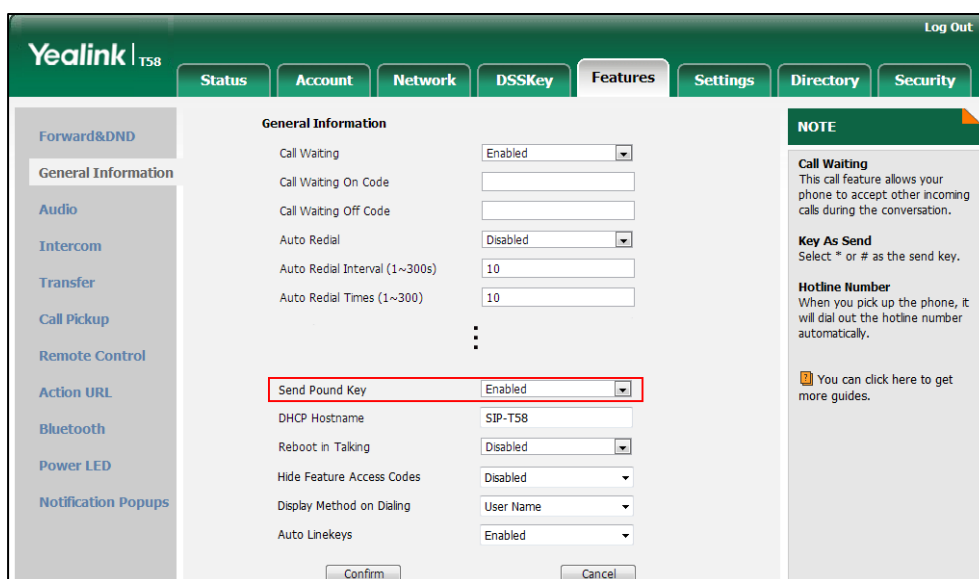 Log Out
Yealink T58
Status Account Network DSSKey Features Settings Directory Security
Forward&DND
General Information
Audio
Intercom
Transfer
Call Pickup
Remote Control
Action URL
Bluetooth
Power LED
Notification Popups
General Information
Call Waiting Enabled
Call Waiting On Code
Call Waiting Off Code
Auto Redial Disabled
Auto Redial Interval (1~300s) 10
Auto Redial Times (1~300) 10
Send Pound Key Enabled
DHCP Hostname SIP-T58
Reboot in Talking Disabled
Hide Feature Access Codes Disabled
Display Method on Dialing User Name
Auto Linekeys Enabled
Confirm Cancel
NOTE
Call Waiting
This call feature allows your
phone to accept other incoming
calls during the conversation.
Key As Send
Select * or # as the send key.
Hotline Number
When you pick up the phone, it
will dial out the hotline number
automatically.
You can click here to get
more guides.